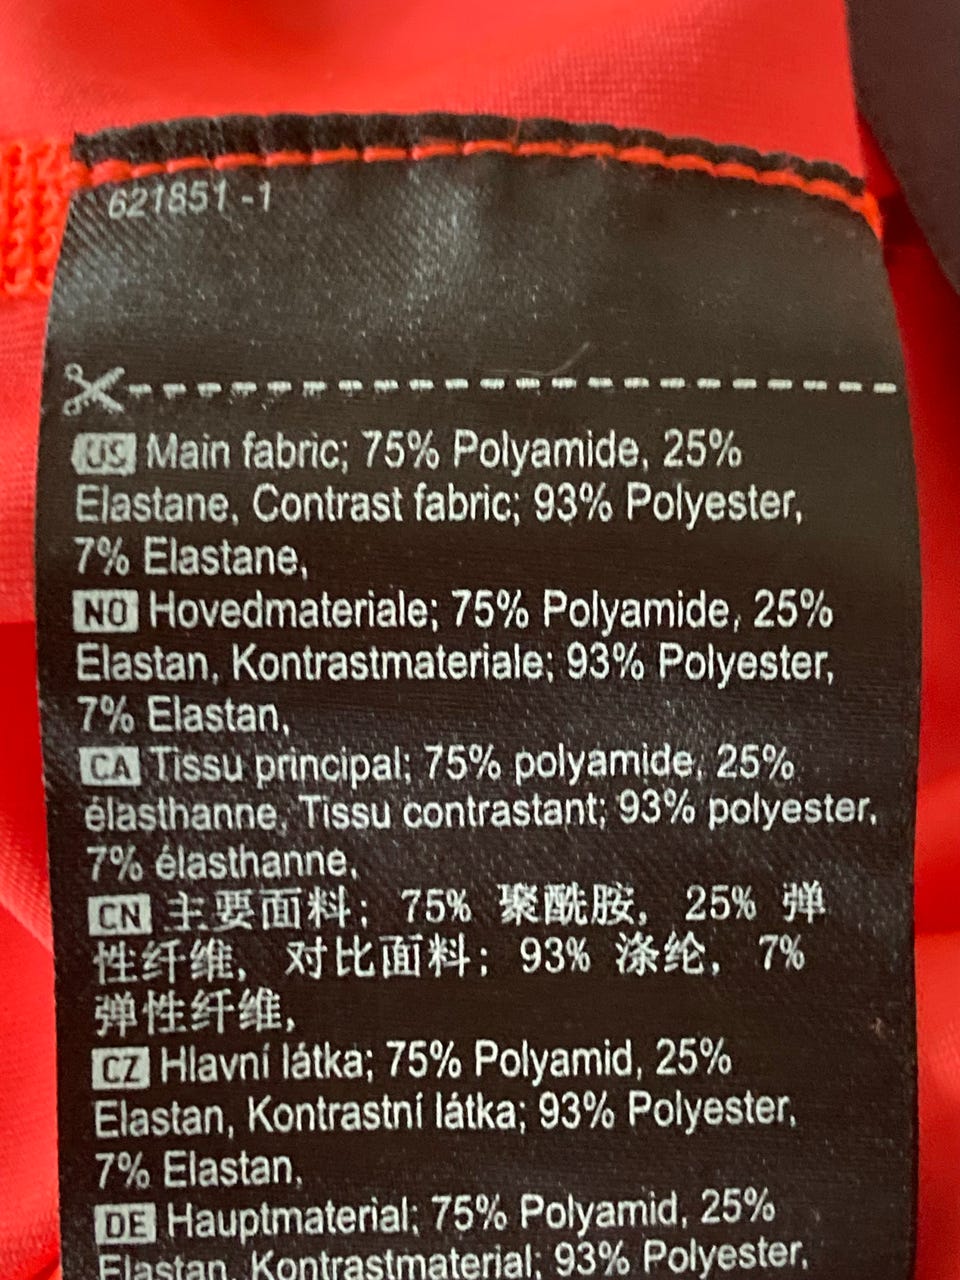 621851-1
US Main fabric; 75% Polyamide, 25%
Elastane, Contrast fabric; 93% Polyester,
7% Elastane,
NO Hovedmateriale; 75% Polyamide, 25%
Elastan, Kontrastmateriale; 93% Polyester,
7% Elastan,
CA Tissu principal; 75% polyamide, 25%
élasthanne, Tissu contrastant; 93% polyester,
7% élasthanne,
CN 主要面料; 75% 聚酰胺, 25% 弹
性纤维, 对比面料; 93% 涤纶, 7%
弹性纤维,
CZ Hlavní látka; 75% Polyamid, 25%
Elastan, Kontrastní látka; 93% Polyester,
7% Elastan,
DE Hauptmaterial; 75% Polyamid, 25%
Elastan, Kontrastmaterial; 93% Polyester,